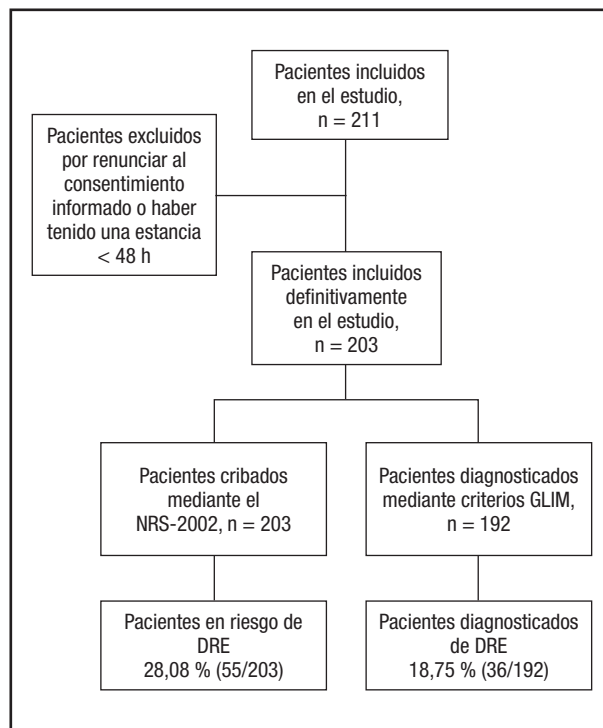 Pacientes incluidos
en el estudio,
n = 211
Pacientes excluidos
por renunciar al
consentimiento
informado o haber
tenido una estancia
< 48 h
Pacientes incluidos
definitivamente
en el estudio,
n = 203
Pacientes cribados
mediante el
NRS-2002, n = 203
Pacientes diagnosticados
mediante criterios GLIM,
n = 192
Pacientes en riesgo de
DRE
28,08 % (55/203)
Pacientes diagnosticados
de DRE
18,75 % (36/192)